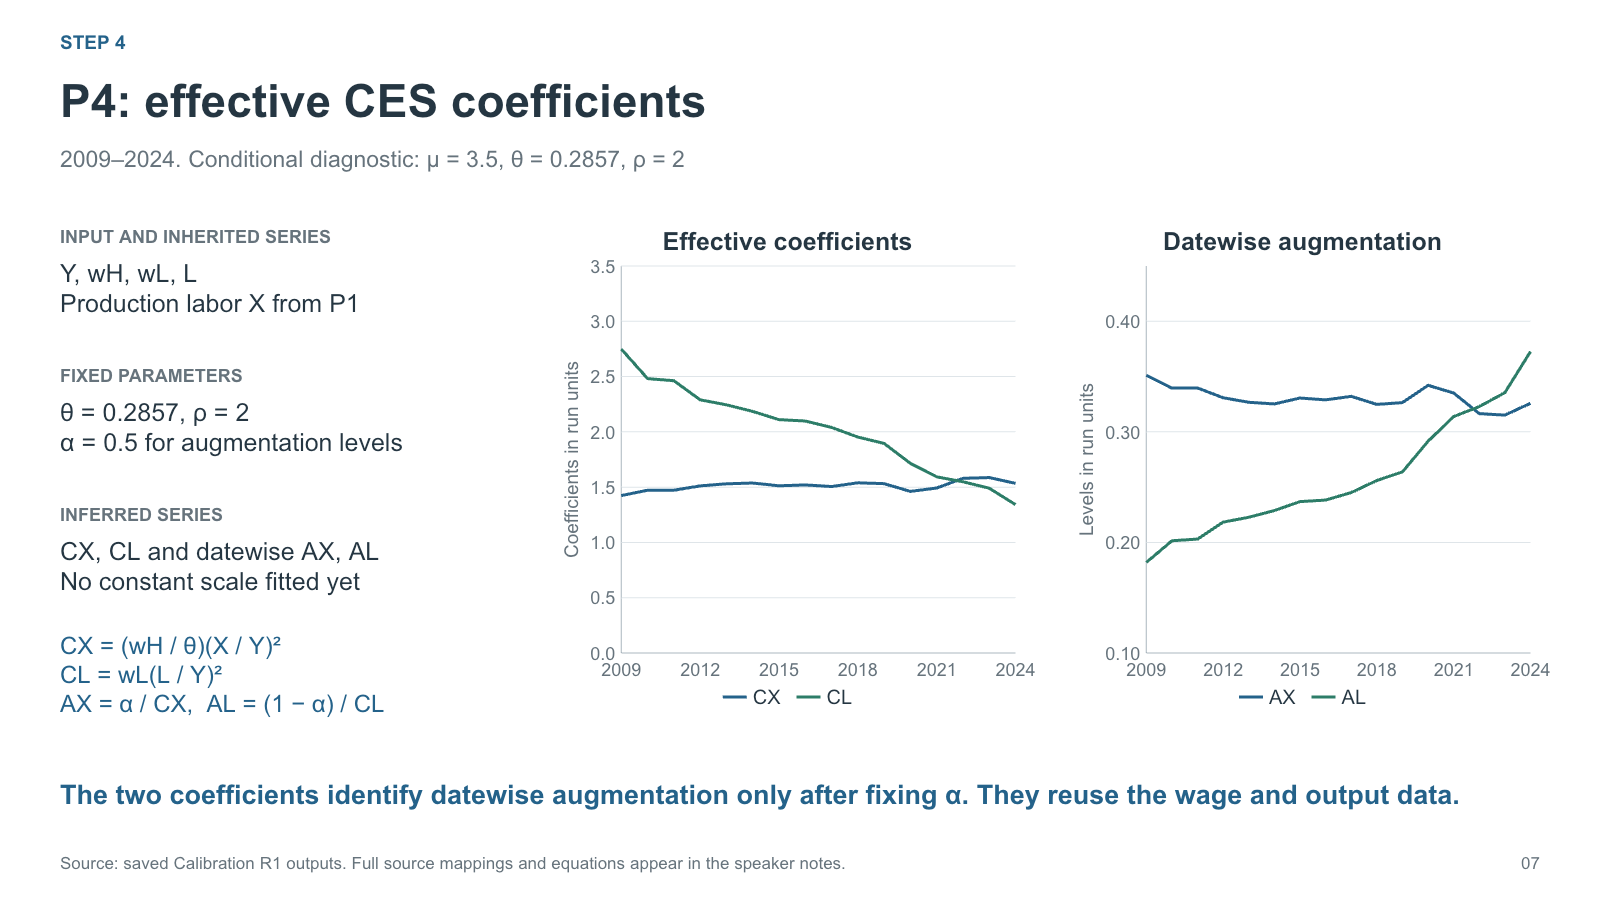 STEP 4
P4: effective CES coefficients
2009–2024. Conditional diagnostic: μ = 3.5, θ = 0.2857, ρ = 2
INPUT AND INHERITED SERIES
Y, wH, wL, L
Production labor X from P1
FIXED PARAMETERS
θ = 0.2857, ρ = 2
α = 0.5 for augmentation levels
INFERRED SERIES
CX, CL and datewise AX, AL
No constant scale fitted yet
CX = (wH / θ)(X / Y)²
CL = wL(L / Y)²
AX = α / CX, AL = (1 − α) / CL
Effective coefficients
Coefficients in run units
3.5
3.0
2.5
2.0
1.5
1.0
0.5
0.0
2009 2012 2015 2018 2021 2024
CX CL
Datewise augmentation
Levels in run units
0.40
0.30
0.20
0.10
2009 2012 2015 2018 2021 2024
AX AL
The two coefficients identify datewise augmentation only after fixing α. They reuse the wage and output data.
Source: saved Calibration R1 outputs. Full source mappings and equations appear in the speaker notes.
07